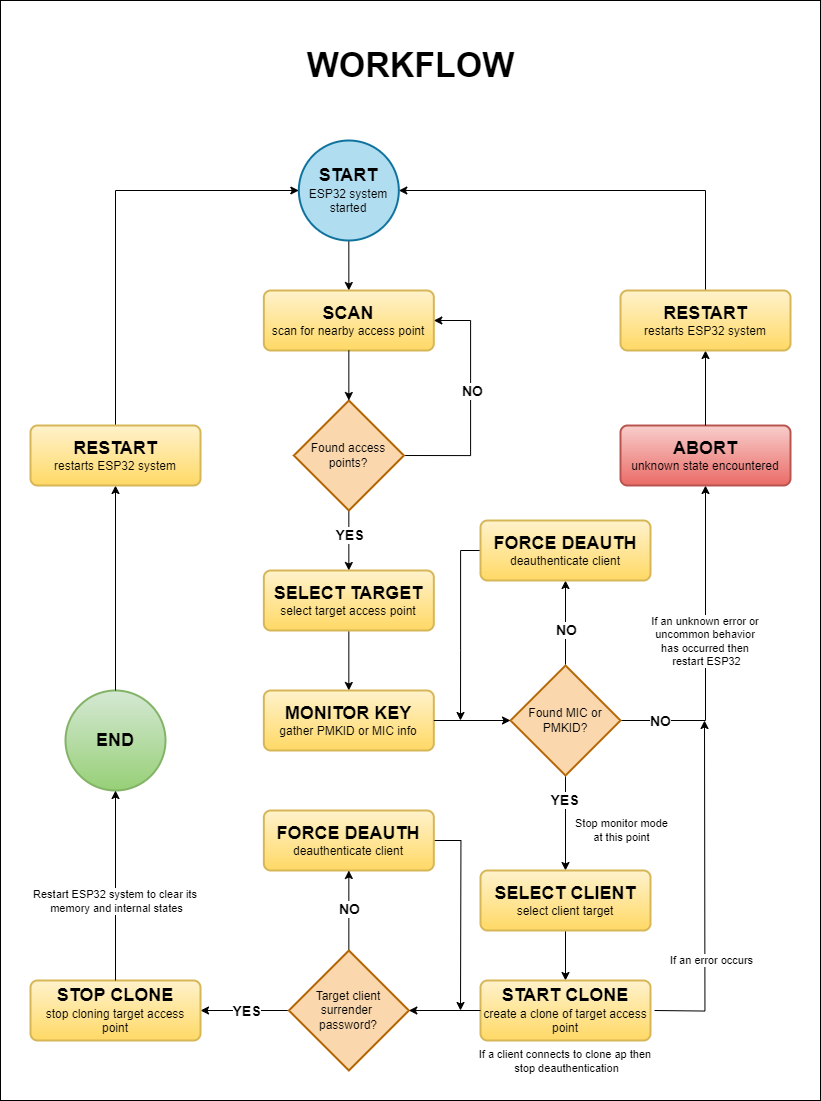 WORKFLOW
START
ESP32 system
started
SCAN
scan for nearby access point
RESTART
restarts ESP32 system
NO
RESTART
restarts ESP32 system
Found access
points?
ABORT
unknown state encountered
YES
FORCE DEAUTH
deauthenticate client
SELECT TARGET
select target access point
NO
If an unknown error or
uncommon behavior
has occurred then
restart ESP32
MONITOR KEY
gather PMKID or MIC info
Found MIC or
PMKID?
NO
END
YES
Stop monitor mode
at this point
FORCE DEAUTH
deauthenticate client
SELECT CLIENT
select client target
Restart ESP32 system to clear its
memory and internal states
NO
If an error occurs
STOP CLONE
stop cloning target access
point
YES
Target client
surrender
password?
START CLONE
create a clone of target access
point
If a client connects to clone ap then
stop deauthentication